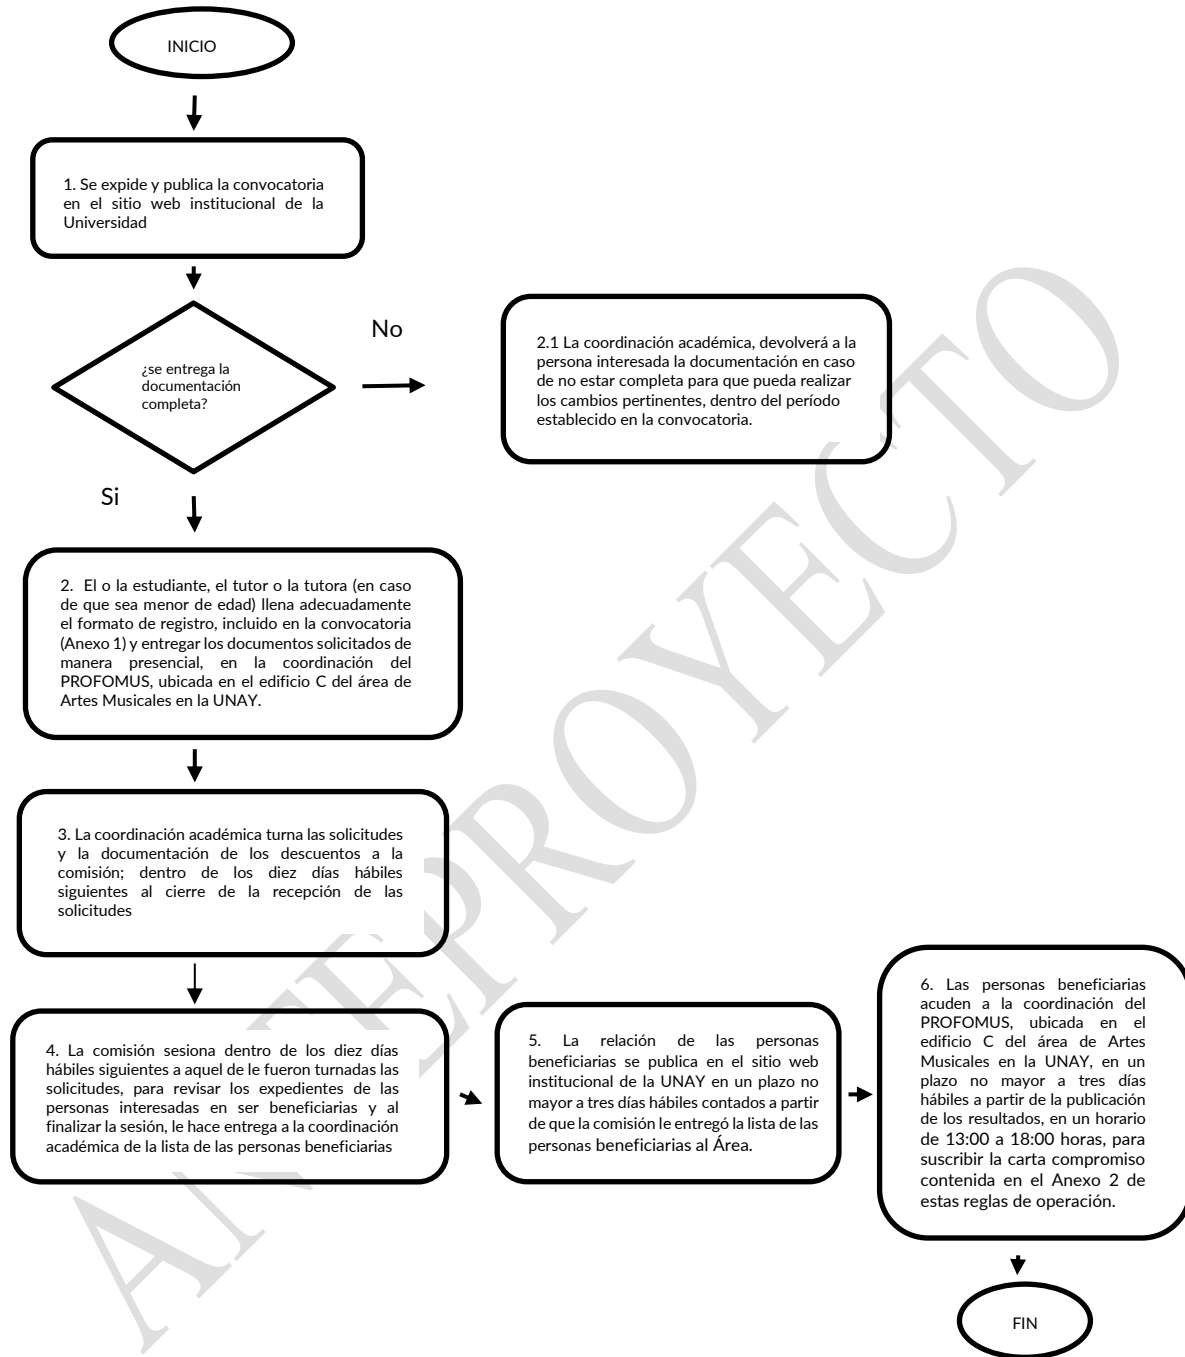 INICIO
1. Se expide y publica la convocatoria
en el sitio web institucional de la
Universidad
¿se entrega la
documentación
completa?
No
2.1 La coordinación académica, devolverá a la
persona interesada la documentación en caso
de no estar completa para que pueda realizar
los cambios pertinentes, dentro del período
establecido en la convocatoria.
Si
2. El o la estudiante, el tutor o la tutora (en caso
de que sea menor de edad) llena adecuadamente
el formato de registro, incluido en la convocatoria
(Anexo 1) y entregar los documentos solicitados de
manera presencial, en la coordinación del
PROFOMUS, ubicada en el edificio C del área de
Artes Musicales en la UNAY.
3. La coordinación académica turna las solicitudes
y la documentación de los descuentos a la
comisión; dentro de los diez días hábiles
siguientes al cierre de la recepción de las
solicitudes
4. La comisión sesiona dentro de los diez días
hábiles siguientes a aquel de le fueron turnadas las
solicitudes, para revisar los expedientes de las
personas interesadas en ser beneficiarias y al
finalizar la sesión, le hace entrega a la coordinación
académica de la lista de las personas beneficiarias
5. La relación de las personas
beneficiarias se publica en el sitio web
institucional de la UNAY en un plazo no
mayor a tres días hábiles contados a partir
de que la comisión le entregó la lista de las
personas beneficiarias al Área.
6. Las personas beneficiarias
acuden a la coordinación del
PROFOMUS, ubicada en el
edificio C del área de Artes
Musicales en la UNAY, en un
plazo no mayor a tres días
hábiles a partir de la publicación
de los resultados, en un horario
de 13:00 a 18:00 horas, para
suscribir la carta compromiso
contenida en el Anexo 2 de
estas reglas de operación.
FIN
ANTEPROYECTO